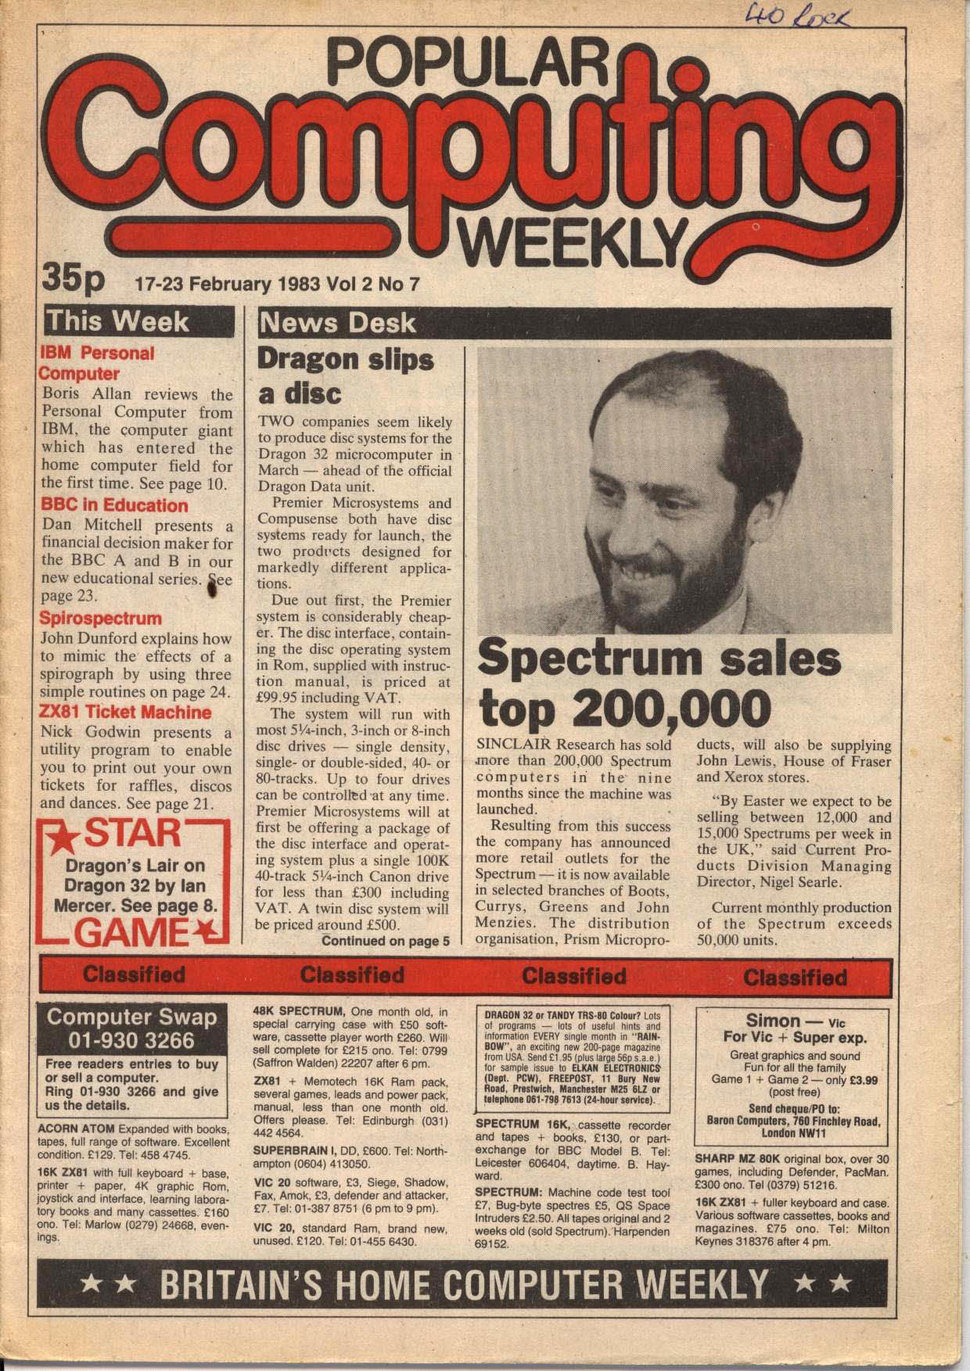 40 Rock
POPULAR
Computing
WEEKLY
35p 17-23 February 1983 Vol 2 No 7
This Week
IBM Personal
Computer
Boris Allan reviews the
Personal Computer from
IBM, the computer giant
which has entered the
home computer field for
the first time. See page 10.
BBC in Education
Dan Mitchell presents a
financial decision maker for
the BBC A and B in our
new educational series. See
page 23.
Spirospectrum
John Dunford explains how
to mimic the effects of a
spirograph by using three
simple routines on page 24.
ZX81 Ticket Machine
Nick Godwin presents a
utility program to enable
you to print out your own
tickets for raffles, discos
and dances. See page 21.
STAR
Dragon's Lair on
Dragon 32 by Ian
Mercer. See page 8.
GAME
News Desk
Dragon slips
a disc
TWO companies seem likely
to produce disc systems for the
Dragon 32 microcomputer in
March — ahead of the official
Dragon Data unit.
Premier Microsystems and
Compusense both have disc
systems ready for launch, the
two products designed for
markedly different applica-
tions.
Due out first, the Premier
system is considerably cheap-
er. The disc interface, contain-
ing the disc operating system
in Rom, supplied with instruc-
tion manual, is priced at
£99.95 including VAT.
The system will run with
most 5¼-inch, 3-inch or 8-inch
disc drives — single density,
single- or double-sided, 40- or
80-tracks. Up to four drives
can be controlled at any time.
Premier Microsystems will at
first be offering a package of
the disc interface and operat-
ing system plus a single 100K
40-track 5¼-inch Canon drive
for less than £300 including
VAT. A twin disc system will
be priced around £500.
Continued on page 5
Spectrum sales
top 200,000
SINCLAIR Research has sold
more than 200,000 Spectrum
computers in the nine
months since the machine was
launched.
Resulting from this success
the company has announced
more retail outlets for the
Spectrum — it is now available
in selected branches of Boots,
Currys, Greens and John
Menzies. The distribution
organisation, Prism Micropro-
ducts, will also be supplying
John Lewis, House of Fraser
and Xerox stores.
"By Easter we expect to be
selling between 12,000 and
15,000 Spectrums per week in
the UK," said Current Pro-
ducts Division Managing
Director, Nigel Searle.
Current monthly production
of the Spectrum exceeds
50,000 units.
Classified Classified Classified Classified
Computer Swap
01-930 3266
Free readers entries to buy
or sell a computer.
Ring 01-930 3266 and give
us the details.
ACORN ATOM Expanded with books,
tapes, full range of software. Excellent
condition. £129. Tel: 458 4745.
16K ZX81 with full keyboard + base,
printer + paper, 4K graphic Rom,
joystick and interface, learning labora-
tory books and many cassettes. £160
ono. Tel: Marlow (0279) 24668, even-
ings.
48K SPECTRUM, One month old, in
special carrying case with £50 soft-
ware, cassette player worth £260. Will
sell complete for £215 ono. Tel: 0799
(Saffron Walden) 22207 after 6 pm.
ZX81 + Memotech 16K Ram pack,
several games, leads and power pack,
manual, less than one month old.
Offers please. Tel: Edinburgh (031)
442 4564.
SUPERBRAIN I, DD, £600. Tel: North-
ampton (0604) 413050.
VIC 20 software, £3, Siege, Shadow,
Fax, Amok, £3, defender and attacker,
£7. Tel: 01-387 8751 (6 pm to 9 pm).
VIC 20, standard Ram, brand new,
unused. £120. Tel: 01-455 6430.
DRAGON 32 or TANDY TRS-80 Colour? Lots
of programs — lots of useful hints and
information EVERY single month in "RAIN-
BOW", an exciting new 200-page magazine
from USA. Send £1.95 (plus large 56p s.a.e.)
for sample issue to ELKAN ELECTRONICS
(Dept. PCW), FREEPOST, 11 Bury New
Road, Prestwich, Manchester M25 6LZ or
telephone 061-798 7613 (24-hour service).
SPECTRUM 16K, cassette recorder
and tapes + books, £130, or part-
exchange for BBC Model B. Tel:
Leicester 606404, daytime. B. Hay-
ward.
SPECTRUM: Machine code test tool
£7, Bug-byte spectres £5, QS Space
Intruders £2.50. All tapes original and 2
weeks old (sold Spectrum). Harpenden
69152.
Simon — Vic
For Vic + Super exp.
Great graphics and sound
Fun for all the family
Game 1 + Game 2 — only £3.99
(post free)
Send cheque/PO to:
Baron Computers, 760 Finchley Road,
London NW11
SHARP MZ 80K original box, over 30
games, including Defender, PacMan.
£300 ono. Tel (0379) 51216.
16K ZX81 + fuller keyboard and case.
Various software cassettes, books and
magazines. £75 ono. Tel: Milton
Keynes 318376 after 4 pm.
★ ★ BRITAIN'S HOME COMPUTER WEEKLY ★ ★